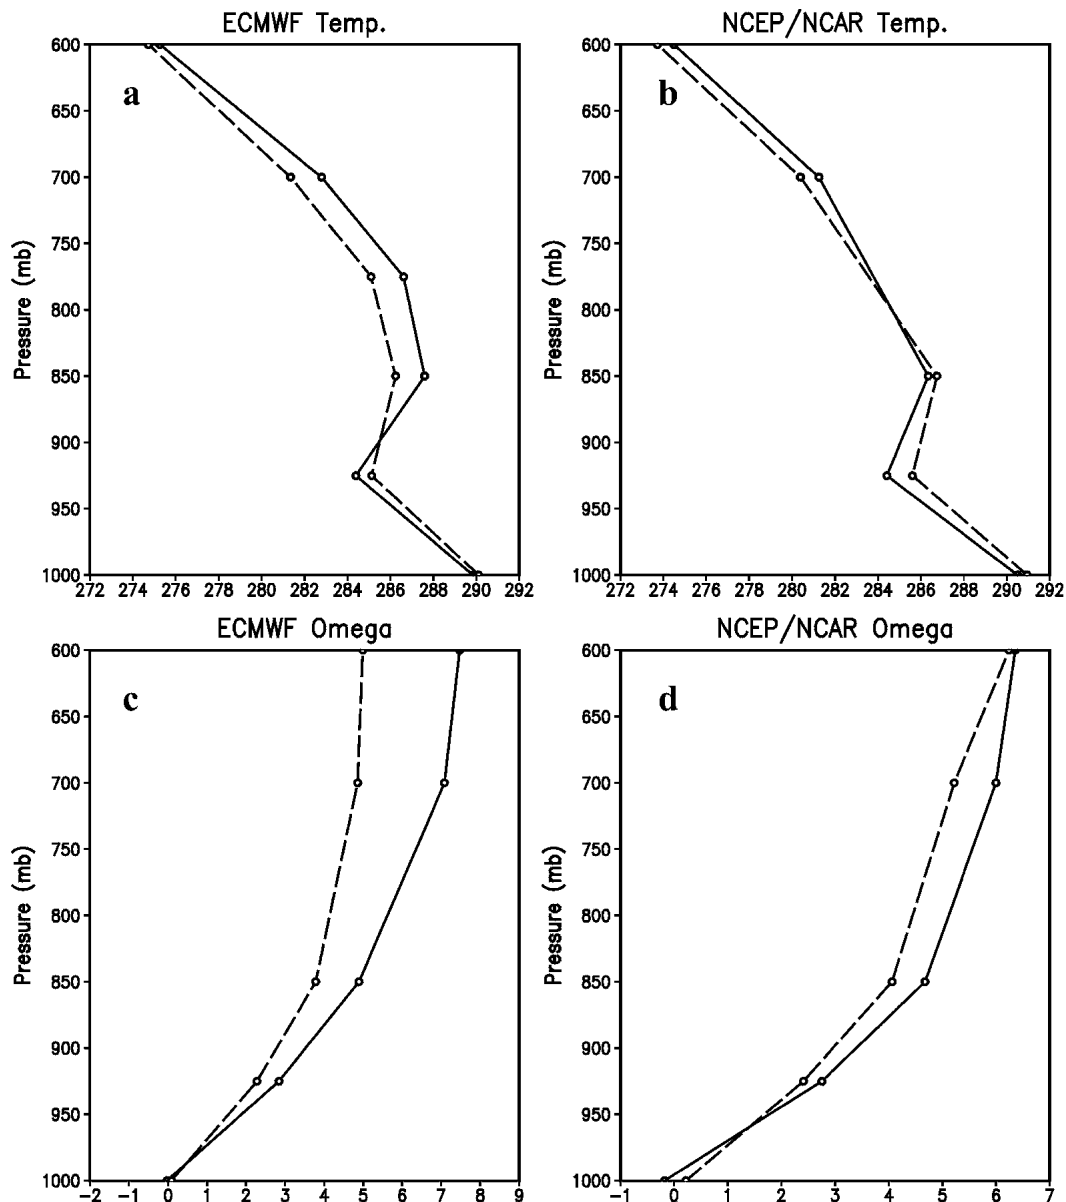 ECMWF Temp.
NCEP/NCAR Temp.
a
b
600
650
700
750
800
850
900
950
1000
Pressure (mb)
272 274 276 278 280 282 284 286 288 290 292
600
650
700
750
800
850
900
950
1000
Pressure (mb)
272 274 276 278 280 282 284 286 288 290 292
ECMWF Omega
NCEP/NCAR Omega
c
d
600
650
700
750
800
850
900
950
1000
Pressure (mb)
-2 -1 0 1 2 3 4 5 6 7 8 9
600
650
700
750
800
850
900
950
1000
Pressure (mb)
-1 0 1 2 3 4 5 6 7